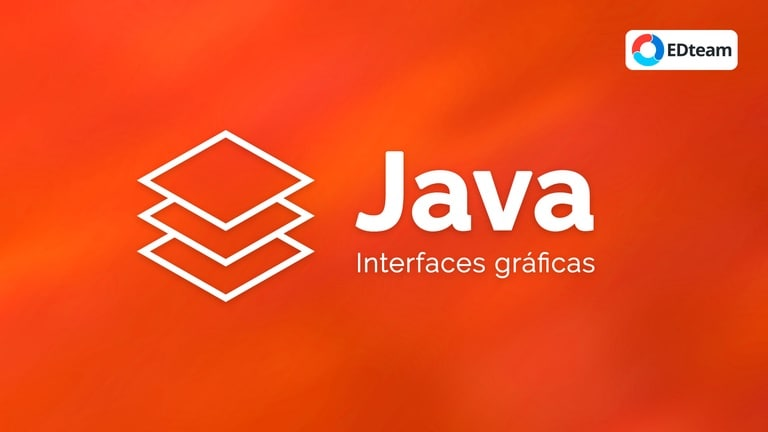 EDteam
Java
Interfaces gráficas